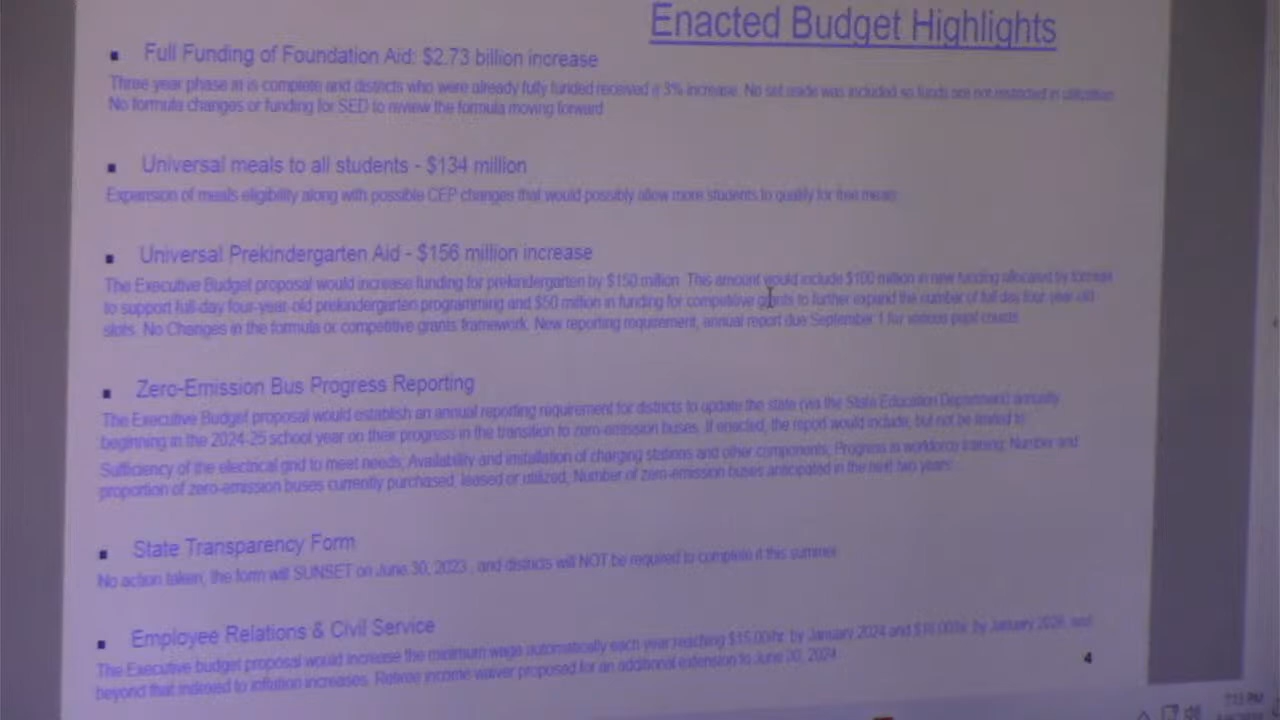 Enacted Budget Highlights
▪ Full Funding of Foundation Aid: $2.73 billion increase
Three year phase in is complete and districts who were already fully funded received a 3% increase. No set aside was included so funds are not restricted in utilization
No formula changes or funding for SED to review the formula moving forward
▪ Universal meals to all students - $134 million
Expansion of meals eligibility along with possible CEP changes that would possibly allow more students to qualify for free meals
▪ Universal Prekindergarten Aid - $156 million increase
The Executive Budget proposal would increase funding for prekindergarten by $150 million. This amount would include $100 million in new funding allocated by formula
to support full-day four-year-old prekindergarten programming and $50 million in funding for competitive grants to further expand the number of full day four year old
slots. No Changes in the formula or competitive grants framework. New reporting requirement, annual report due September 1 for various pupil counts
▪ Zero-Emission Bus Progress Reporting
The Executive Budget proposal would establish an annual reporting requirement for districts to update the state (via the State Education Department) annually
beginning in the 2024-25 school year on their progress in the transition to zero-emission buses. If enacted, the report would include, but not be limited to:
Sufficiency of the electrical grid to meet needs; Availability and installation of charging stations and other components; Progress in workforce training; Number and
proportion of zero-emission buses currently purchased, leased or utilized; Number of zero-emission buses anticipated in the next two years.
▪ State Transparency Form
No action taken, the form will SUNSET on June 30, 2023 , and districts will NOT be required to complete it this summer
▪ Employee Relations & Civil Service
The Executive budget proposal would increase the minimum wage automatically each year reaching $15.00/hr. by January 2024 and by January 2026, and
beyond that indexed to inflation increases. Retiree income waiver proposed for an additional extension to June 30, 2024
4
7:13 PM